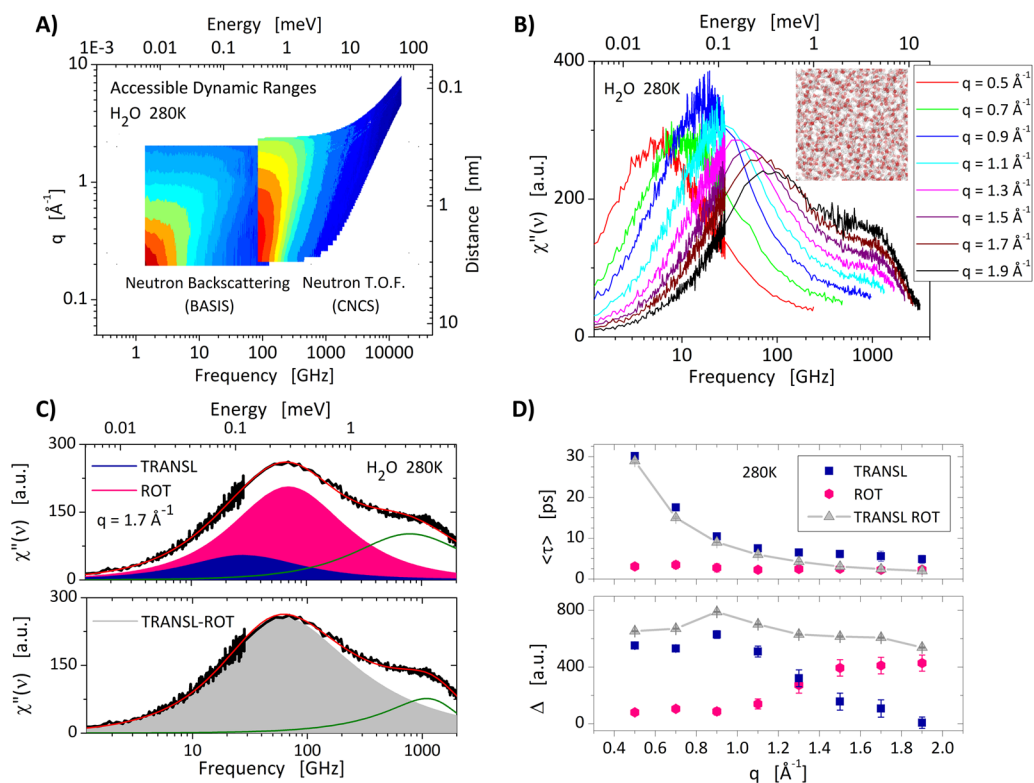 A)
Energy [meV]
1E-3 0.01 0.1 1 10 100
Accessible Dynamic Ranges
H₂O 280K
q [Å⁻¹]
1
0.1
0.1
1
10
Distance [nm]
Neutron Backscattering
(BASIS)
Neutron T.O.F.
(CNCS)
1 10 100 1000 10000
Frequency [GHz]
B)
Energy [meV]
0.01 0.1 1 10
400
200
0
χ''(ν) [a.u.]
H₂O 280K
q = 0.5 Å⁻¹
q = 0.7 Å⁻¹
q = 0.9 Å⁻¹
q = 1.1 Å⁻¹
q = 1.3 Å⁻¹
q = 1.5 Å⁻¹
q = 1.7 Å⁻¹
q = 1.9 Å⁻¹
10 100 1000
Frequency [GHz]
C)
Energy [meV]
0.01 0.1 1
300
150
0
χ''(ν) [a.u.]
TRANSL
ROT
q = 1.7 Å⁻¹
H₂O 280K
300
150
0
χ''(ν) [a.u.]
TRANSL-ROT
10 100 1000
Frequency [GHz]
D)
30
20
10
0
<τ> [ps]
280K
TRANSL
ROT
TRANSL ROT
800
400
0
Δ [a.u.]
0.4 0.6 0.8 1.0 1.2 1.4 1.6 1.8 2.0
q [Å⁻¹]